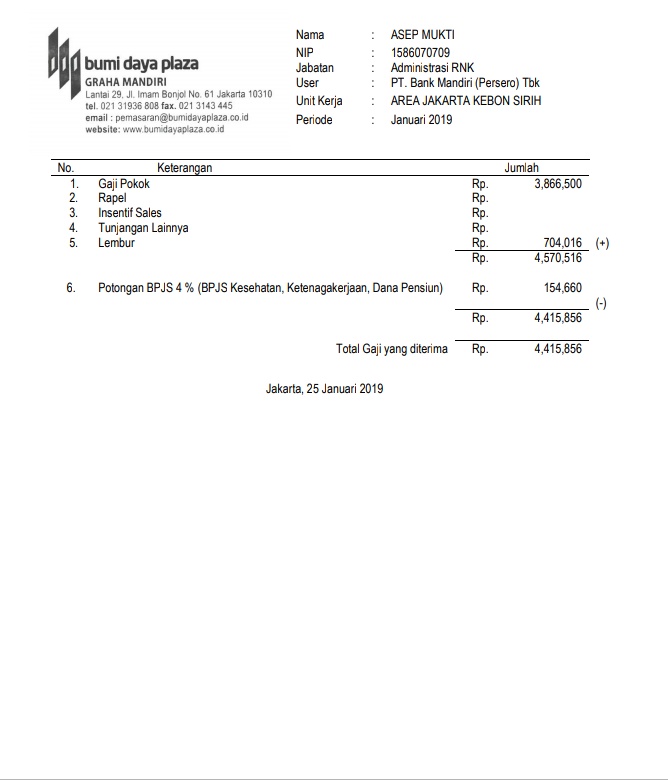 bumi daya plaza
GRAHA MANDIRI
Lantai 29, Jl. Imam Bonjol No. 61 Jakarta 10310
tel. 021 31936 808 fax. 021 3143 445
email : pemasaran@bumidayaplaza.co.id
website: www.bumidayaplaza.co.id
Nama : ASEP MUKTI
NIP : 1586070709
Jabatan : Administrasi RNK
User : PT. Bank Mandiri (Persero) Tbk
Unit Kerja : AREA JAKARTA KEBON SIRIH
Periode : Januari 2019
No. Keterangan Jumlah
1. Gaji Pokok Rp. 3,866,500
2. Rapel Rp.
3. Insentif Sales Rp.
4. Tunjangan Lainnya Rp.
5. Lembur Rp. 704,016 (+)
Rp. 4,570,516
6. Potongan BPJS 4 % (BPJS Kesehatan, Ketenagakerjaan, Dana Pensiun) Rp. 154,660
(-)
Rp. 4,415,856
Total Gaji yang diterima Rp. 4,415,856
Jakarta, 25 Januari 2019